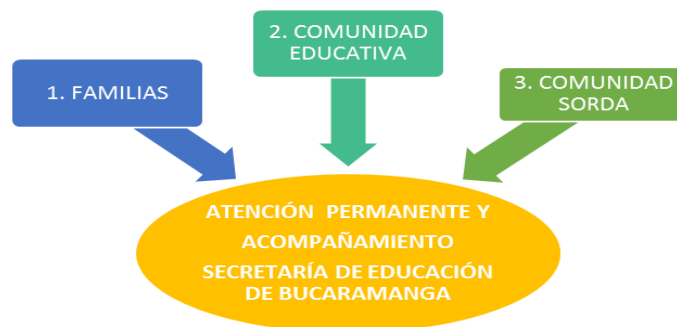 1. FAMILIAS
2. COMUNIDAD
EDUCATIVA
3. COMUNIDAD
SORDA
ATENCIÓN PERMANENTE Y
ACOMPAÑAMIENTO
SECRETARÍA DE EDUCACIÓN
DE BUCARAMANGA